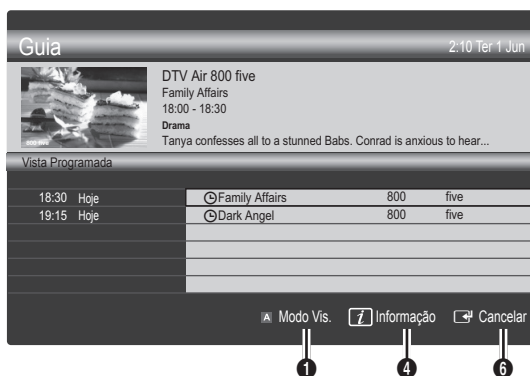 Guia
2:10 Ter 1 Jun
DTV Air 800 five
Family Affairs
18:00 - 18:30
Drama
Tanya confesses all to a stunned Babs. Conrad is anxious to hear...
800 five
Vista Programada
18:30 Hoje Family Affairs 800 five
19:15 Hoje Dark Angel 800 five
A Modo Vis. i Informação Cancelar
1 4 6